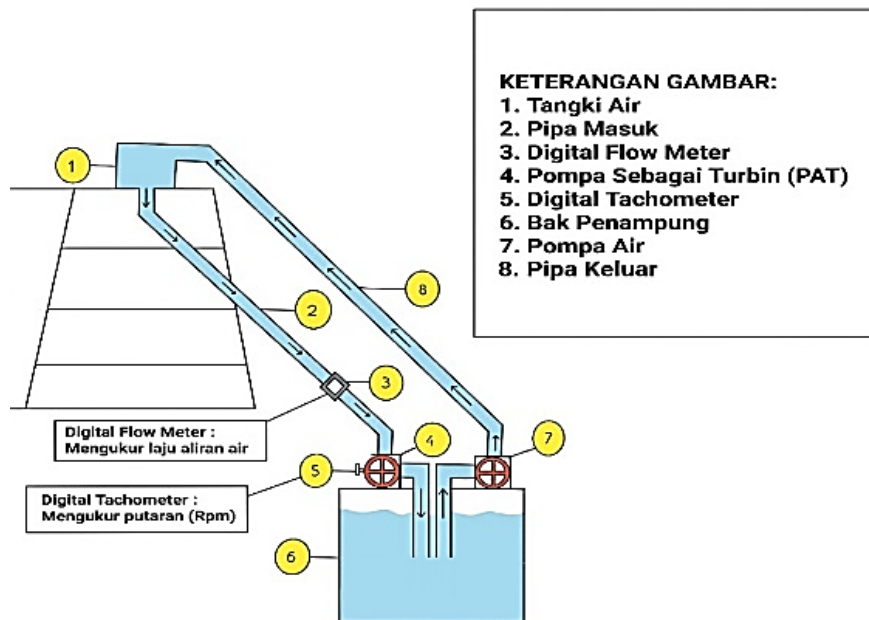 KETERANGAN GAMBAR:
1. Tangki Air
2. Pipa Masuk
3. Digital Flow Meter
4. Pompa Sebagai Turbin (PAT)
5. Digital Tachometer
6. Bak Penampung
7. Pompa Air
8. Pipa Keluar
1
8
2
3
Digital Flow Meter :
Mengukur laju aliran air
4
7
5
Digital Tachometer :
Mengukur putaran (Rpm)
6